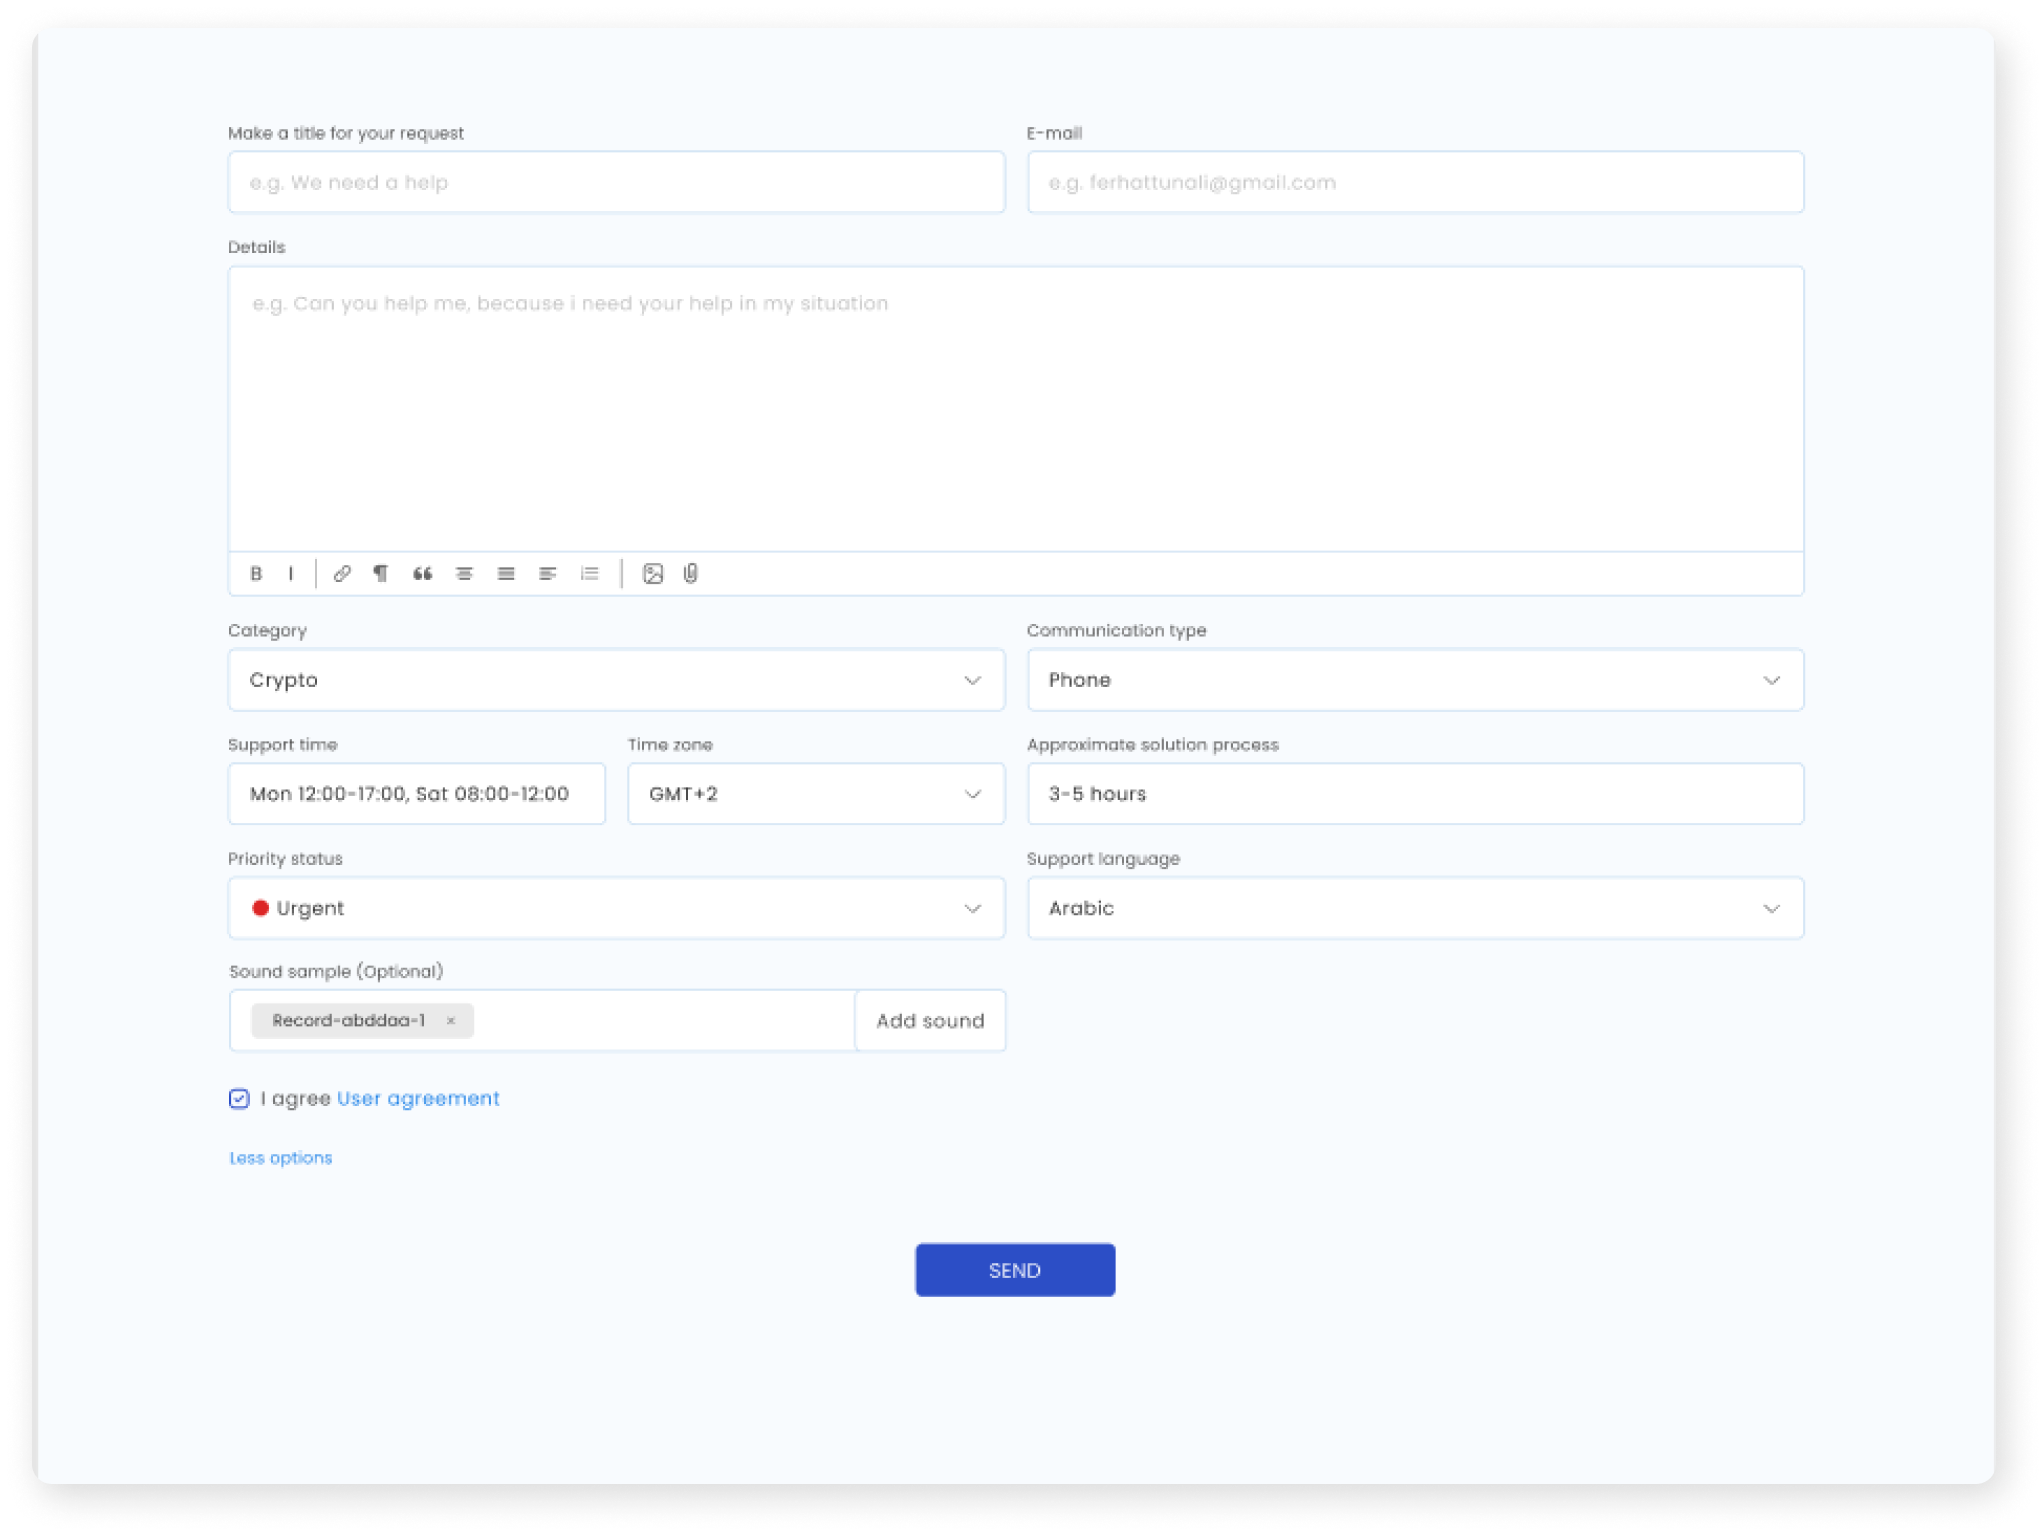 Make a title for your request
E-mail
e.g. We need a help
e.g. ferhattunali@gmail.com
Details
e.g. Can you help me, because i need your help in my situation
B I
Category
Communication type
Crypto
Phone
Support time
Time zone
Approximate solution process
Mon 12:00-17:00, Sat 08:00-12:00
GMT+2
3-5 hours
Priority status
Support language
Urgent
Arabic
Sound sample (Optional)
Record-abddaa-1 ×
Add sound
I agree User agreement
Less options
SEND